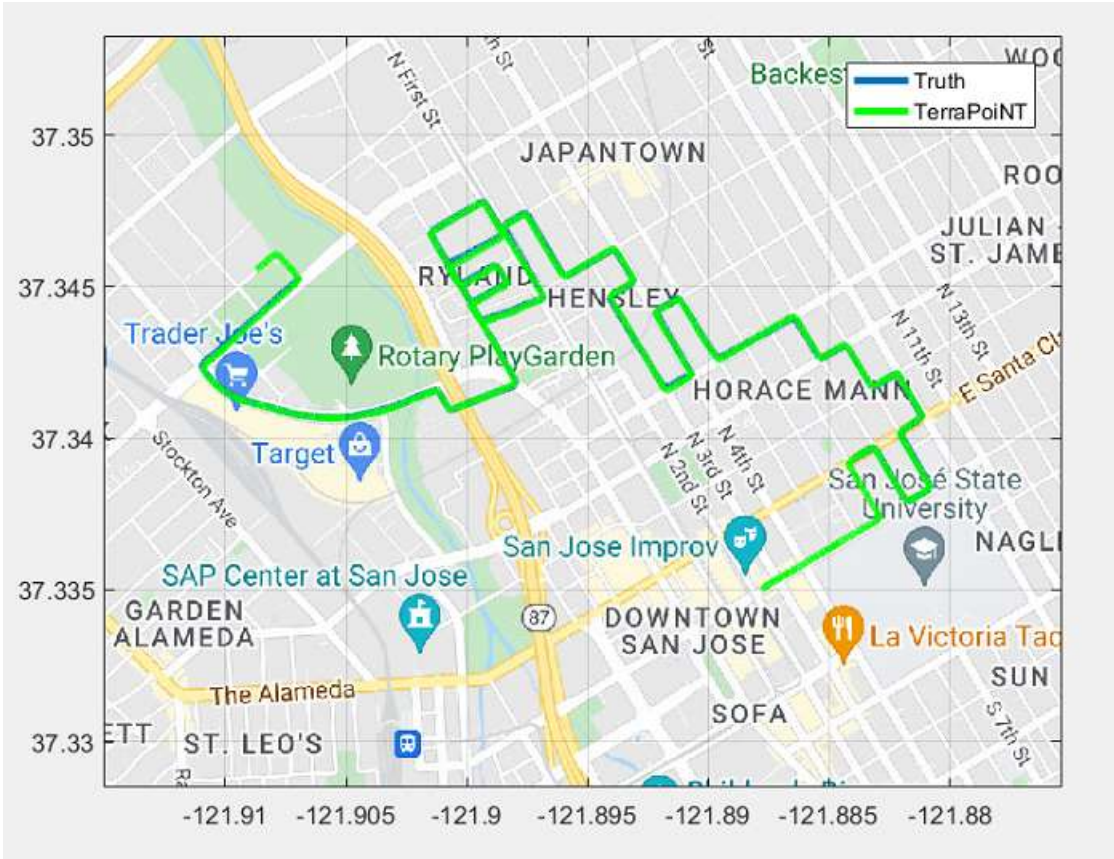 N First St
h St
St
WOO
Backes
Truth
TerraPoiNT
37.35
JAPANTOWN
ROO
JULIAN
ST. JAME
37.345
RYLAND
HENSLEY
N 13th St
N 11th St
Trader Joe's
Rotary PlayGarden
HORACE MANN
E Santa Cl
37.34
Target
Stockton Ave
N 2nd St
N 3rd St
N 4th St
San José State
University
San Jose Improv
NAGL
SAP Center at San Jose
37.335
GARDEN
ALAMEDA
87
DOWNTOWN
SAN JOSE
La Victoria Taq
The Alameda
SUN
SOFA
S 7th St
37.33
ETT
ST. LEO'S
-121.91
-121.905
-121.9
-121.895
-121.89
-121.885
-121.88